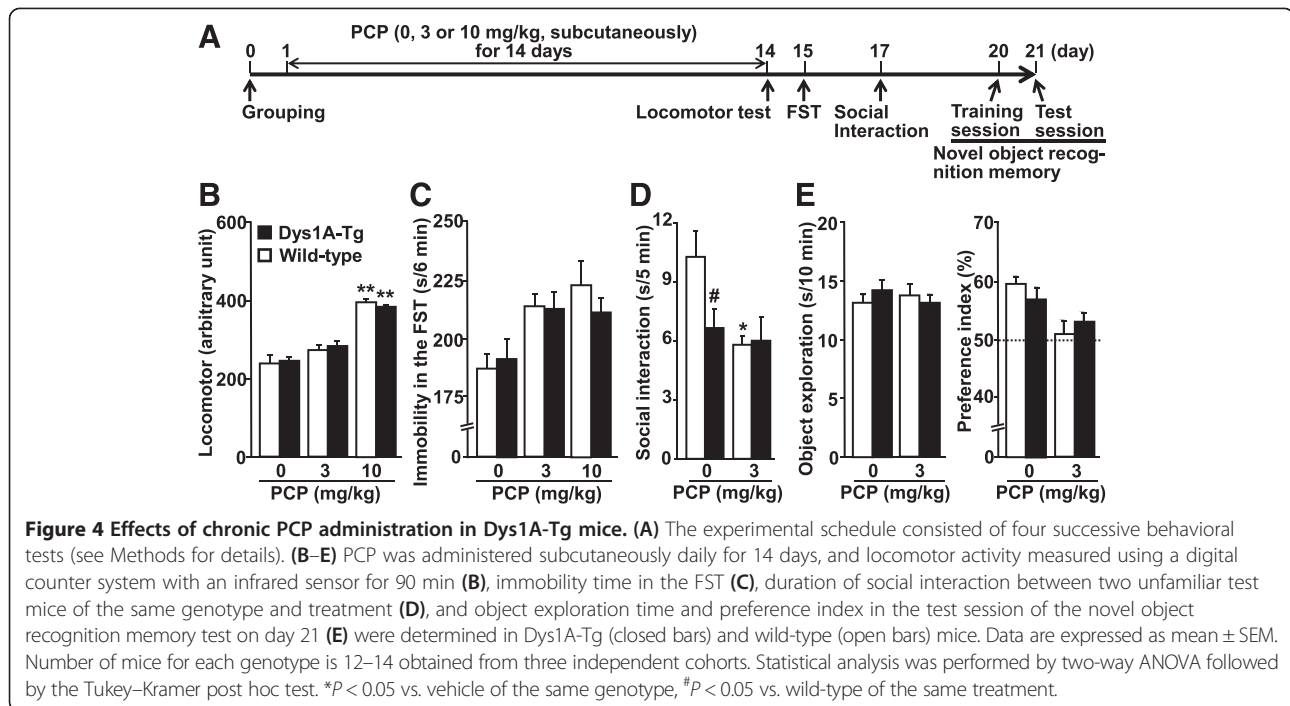 A
PCP (0, 3 or 10 mg/kg, subcutaneously)
for 14 days
0 1 14 15 17 20 21 (day)
Grouping
Locomotor test
FST
Social
Interaction
Training
session
Test
session
Novel object recog-
nition memory
B
Locomotor (arbitrary unit)
600
400
200
0
Dys1A-Tg
Wild-type
** **
0 3 10
PCP (mg/kg)
C
Immobility in the FST (s/6 min)
250
225
200
175
0
0 3 10
PCP (mg/kg)
D
Social interaction (s/5 min)
12
9
6
3
0
#
*
0 3
PCP (mg/kg)
E
Object exploration (s/10 min)
20
15
10
5
0
0 3
PCP (mg/kg)
Preference index (%)
70
60
50
40
0
0 3
PCP (mg/kg)
Figure 4 Effects of chronic PCP administration in Dys1A-Tg mice. (A) The experimental schedule consisted of four successive behavioral
tests (see Methods for details). (B–E) PCP was administered subcutaneously daily for 14 days, and locomotor activity measured using a digital
counter system with an infrared sensor for 90 min (B), immobility time in the FST (C), duration of social interaction between two unfamiliar test
mice of the same genotype and treatment (D), and object exploration time and preference index in the test session of the novel object
recognition memory test on day 21 (E) were determined in Dys1A-Tg (closed bars) and wild-type (open bars) mice. Data are expressed as mean ± SEM.
Number of mice for each genotype is 12–14 obtained from three independent cohorts. Statistical analysis was performed by two-way ANOVA followed
by the Tukey–Kramer post hoc test. *P < 0.05 vs. vehicle of the same genotype, #P < 0.05 vs. wild-type of the same treatment.